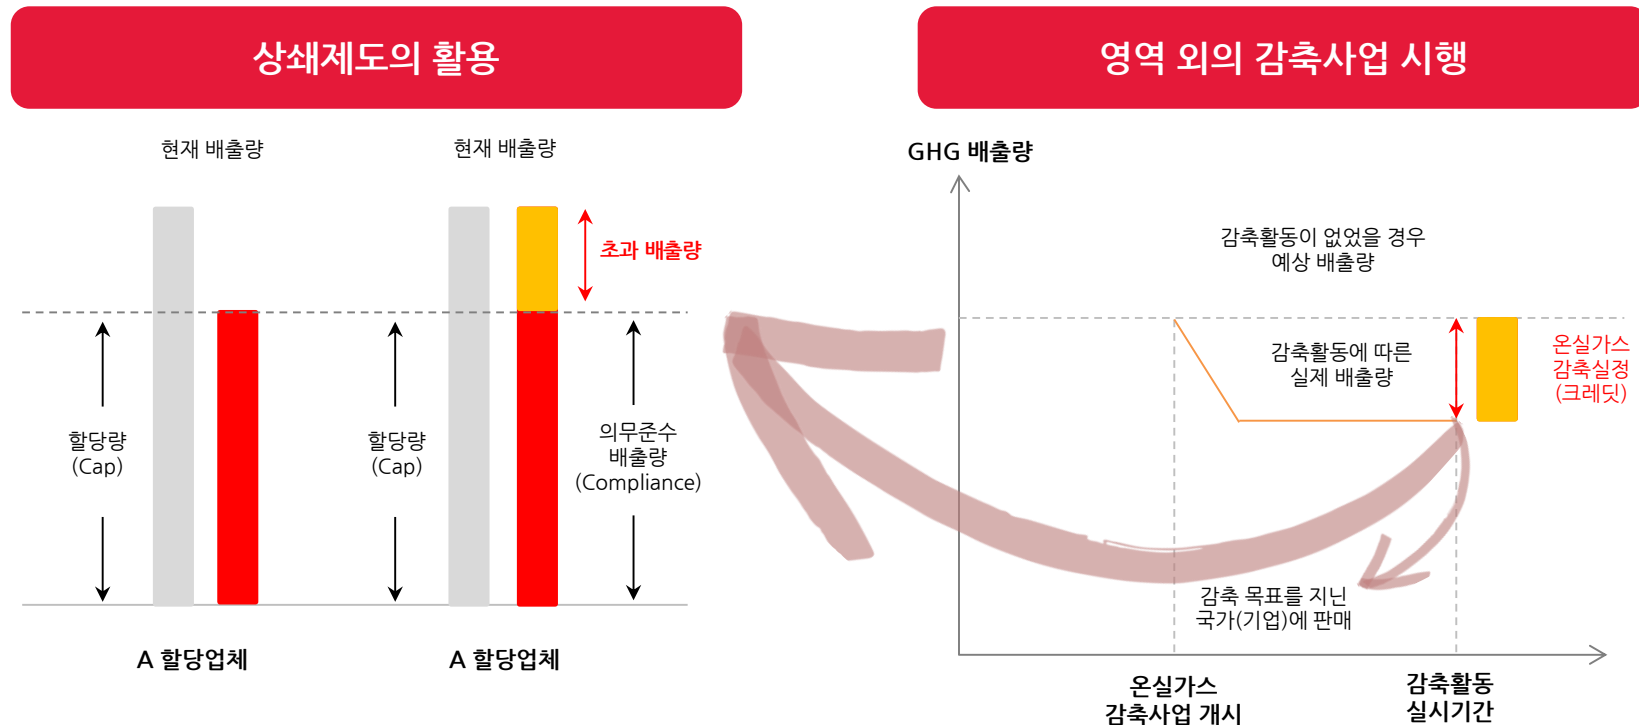 상쇄제도의 활용
현재 배출량
현재 배출량
초과 배출량
할당량
(Cap)
할당량
(Cap)
의무준수
배출량
(Compliance)
A 할당업체
A 할당업체
영역 외의 감축사업 시행
GHG 배출량
감축활동이 없었을 경우
예상 배출량
감축활동에 따른
실제 배출량
온실가스
감축실정
(크레딧)
감축 목표를 지닌
국가(기업)에 판매
온실가스
감축사업 개시
감축활동
실시기간